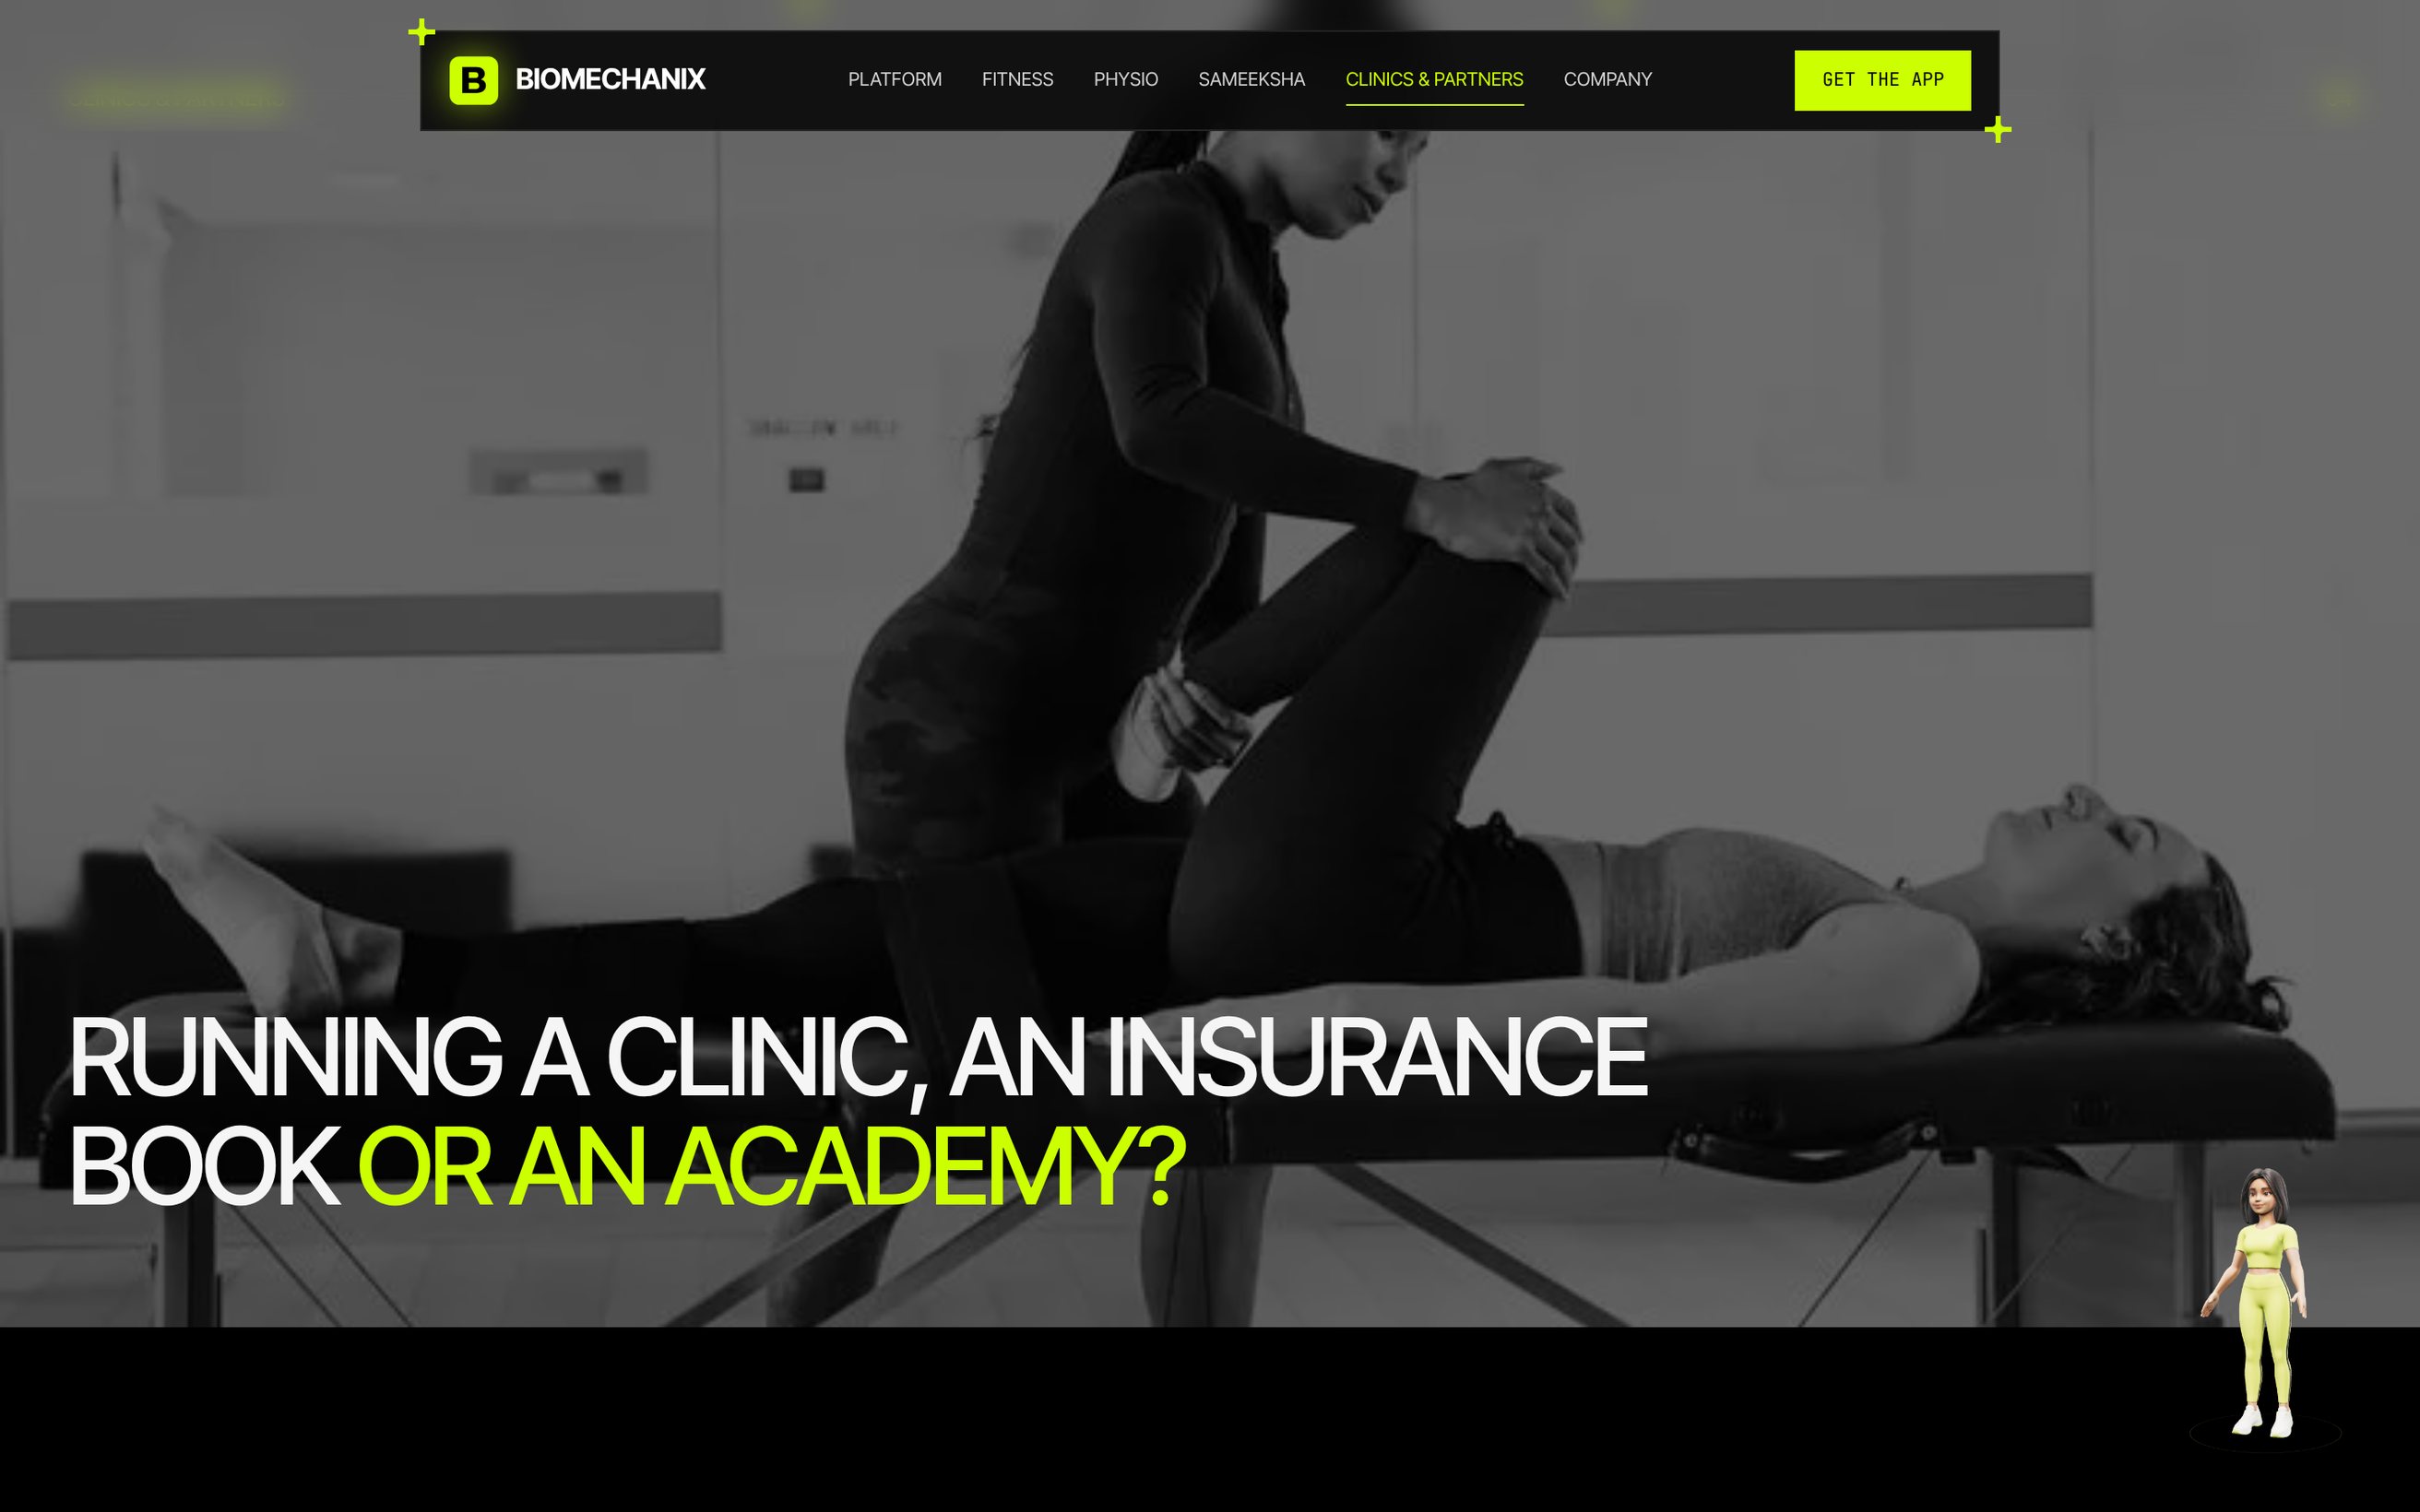 B BIOMECHANIX
PLATFORM FITNESS PHYSIO SAMEEKSHA CLINICS & PARTNERS COMPANY
GET THE APP
RUNNING A CLINIC, AN INSURANCE
BOOK OR AN ACADEMY?